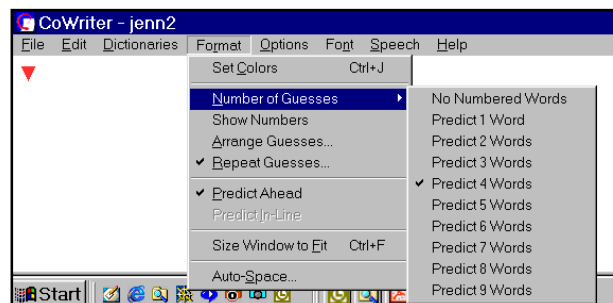 CoWriter - jenn2
File Edit Dictionaries Format Options Font Speech Help
Set Colors Ctrl+J
Number of Guesses
Show Numbers
Arrange Guesses...
Repeat Guesses...
Predict Ahead
Predict In-Line
Size Window to Fit Ctrl+F
Auto-Space...
No Numbered Words
Predict 1 Word
Predict 2 Words
Predict 3 Words
Predict 4 Words
Predict 5 Words
Predict 6 Words
Predict 7 Words
Predict 8 Words
Predict 9 Words
Start